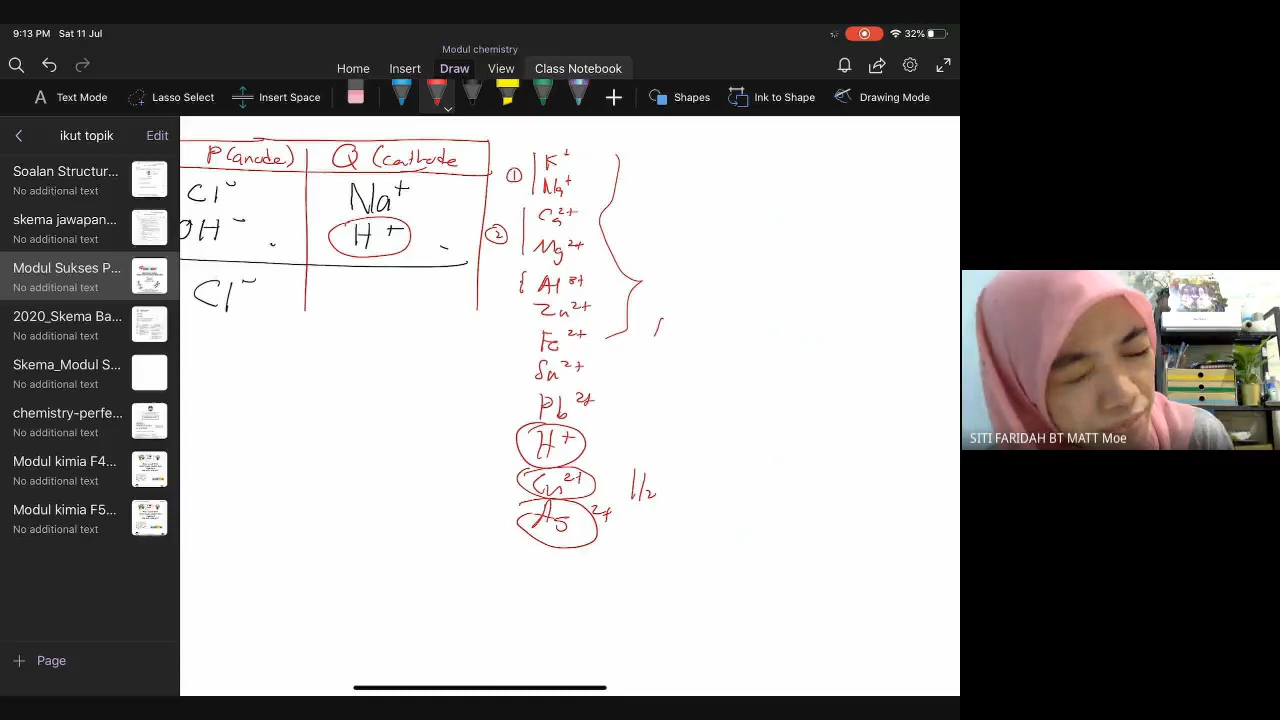 9:13 PM Sat 11 Jul
32%
Modul chemistry
Home Insert Draw View Class Notebook
Text Mode Lasso Select Insert Space Shapes Ink to Shape Drawing Mode
ikut topik Edit
Soalan Structur...
No additional text
skema jawapan...
No additional text
Modul Sukses P...
No additional text
2020_Skema Ba...
No additional text
Skema_Modul S...
No additional text
chemistry-perfe...
No additional text
Modul kimia F4...
No additional text
Modul kimia F5...
No additional text
Page
P (anode) Q (cathode
Cl⁻ Na⁺
OH⁻ H⁺
Cl⁻
① K⁺
Na⁺
② Ca²⁺
Mg²⁺
Al³⁺
Zn²⁺
Fe²⁺
Sn²⁺
Pb²⁺
H⁺
Cu²⁺
Ag²⁺
SITI FARIDAH BT MATT Moe